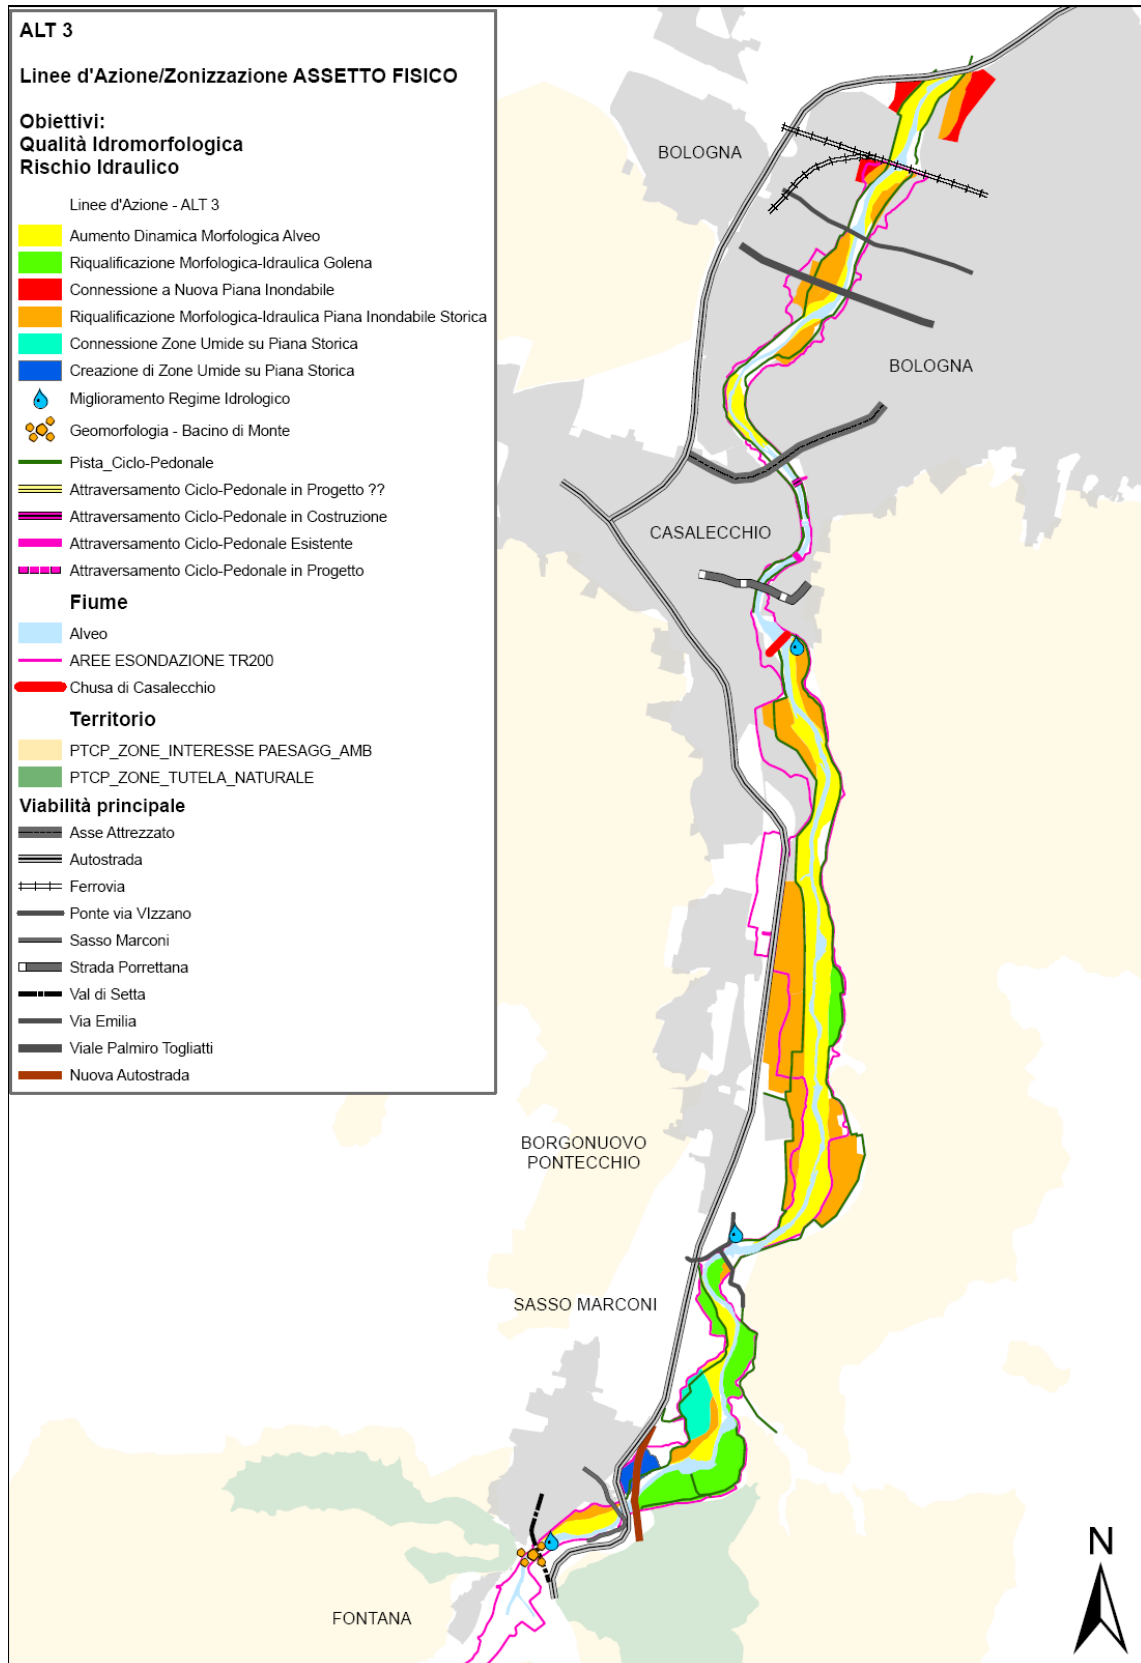 ALT 3
Linee d'Azione/Zonizzazione ASSETTO FISICO
Obiettivi:
Qualità Idromorfologica
Rischio Idraulico
Linee d'Azione - ALT 3
Aumento Dinamica Morfologica Alveo
Riqualificazione Morfologica-Idraulica Golena
Connessione a Nuova Piana Inondabile
Riqualificazione Morfologica-Idraulica Piana Inondabile Storica
Connessione Zone Umide su Piana Storica
Creazione di Zone Umide su Piana Storica
Miglioramento Regime Idrologico
Geomorfologia - Bacino di Monte
Pista_Ciclo-Pedonale
Attraversamento Ciclo-Pedonale in Progetto ??
Attraversamento Ciclo-Pedonale in Costruzione
Attraversamento Ciclo-Pedonale Esistente
Attraversamento Ciclo-Pedonale in Progetto
Fiume
Alveo
AREE ESONDAZIONE TR200
Chusa di Casalecchio
Territorio
PTCP_ZONE_INTERESSE PAESAGG_AMB
PTCP_ZONE_TUTELA_NATURALE
Viabilità principale
Asse Attrezzato
Autostrada
Ferrovia
Ponte via VIzzano
Sasso Marconi
Strada Porrettana
Val di Setta
Via Emilia
Viale Palmiro Togliatti
Nuova Autostrada
BOLOGNA
BOLOGNA
CASALECCHIO
BORGONUOVO
PONTECCHIO
SASSO MARCONI
FONTANA
N